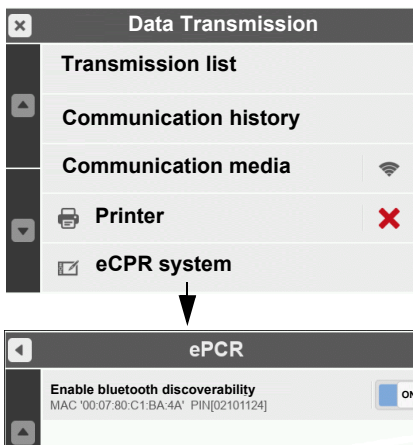 Data Transmission
Transmission list
Communication history
Communication media
Printer
eCPR system
ePCR
Enable bluetooth discoverability
MAC '00:07:80:C1:BA:4A' PIN[02101124]
ON